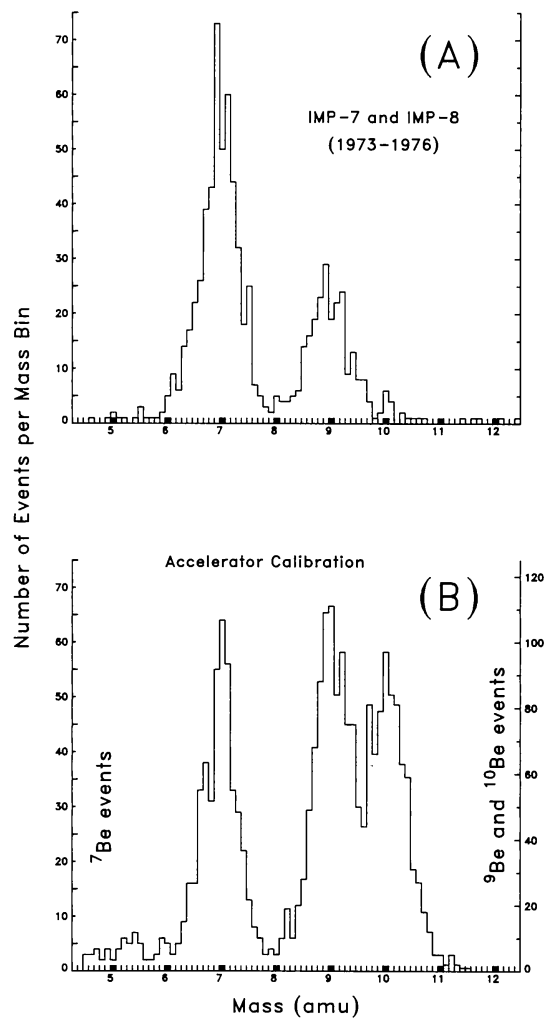 (A)
IMP-7 and IMP-8
(1973-1976)
70
60
50
40
30
20
10
0
5 6 7 8 9 10 11 12
Number of Events per Mass Bin
Accelerator Calibration
(B)
70
60
50
40
30
20
10
0
⁷Be events
120
100
80
60
40
20
0
⁹Be and ¹⁰Be events
5 6 7 8 9 10 11 12
Mass (amu)